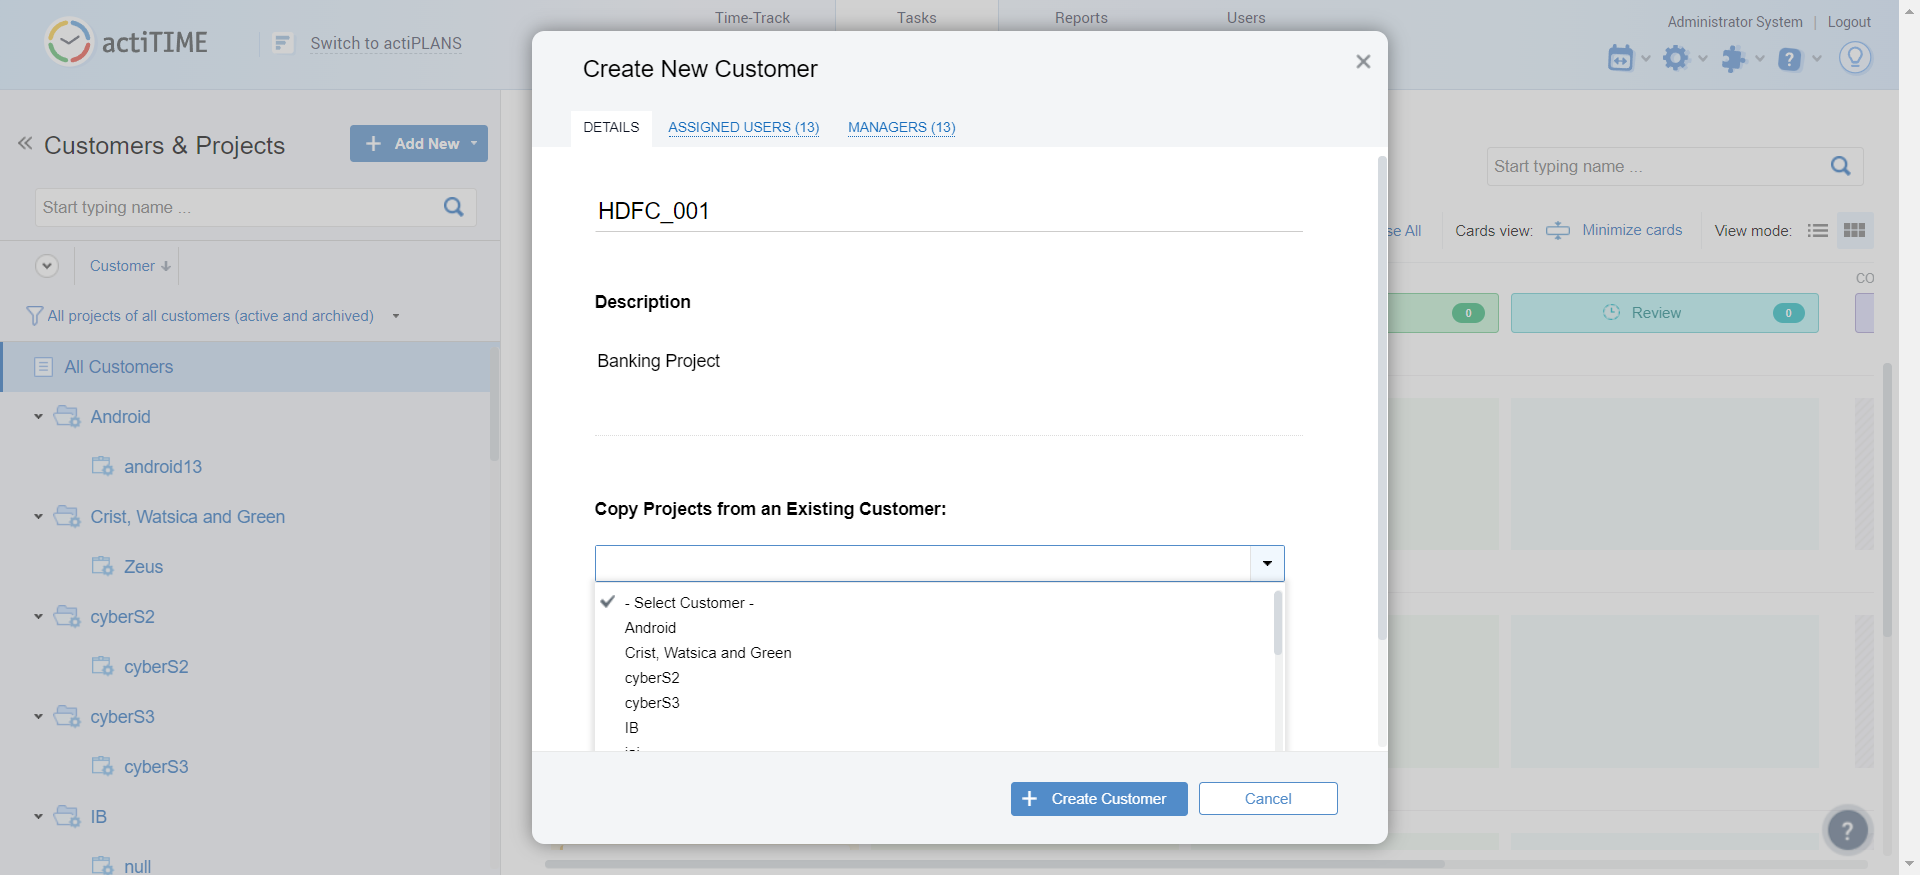 actiTIME
Switch to actiPLANS
Time-Track
Tasks
Reports
Users
Administrator System
Logout
Customers & Projects
Add New
Start typing name ...
Customer
All projects of all customers (active and archived)
All Customers
Android
android13
Crist, Watsica and Green
Zeus
cyberS2
cyberS2
cyberS3
cyberS3
IB
null
Create New Customer
DETAILS
ASSIGNED USERS (13)
MANAGERS (13)
HDFC_001
Description
Banking Project
Copy Projects from an Existing Customer:
- Select Customer -
Android
Crist, Watsica and Green
cyberS2
cyberS3
IB
Create Customer
Cancel
Start typing name ...
se All
Cards view:
Minimize cards
View mode:
CO
0
Review
0
?